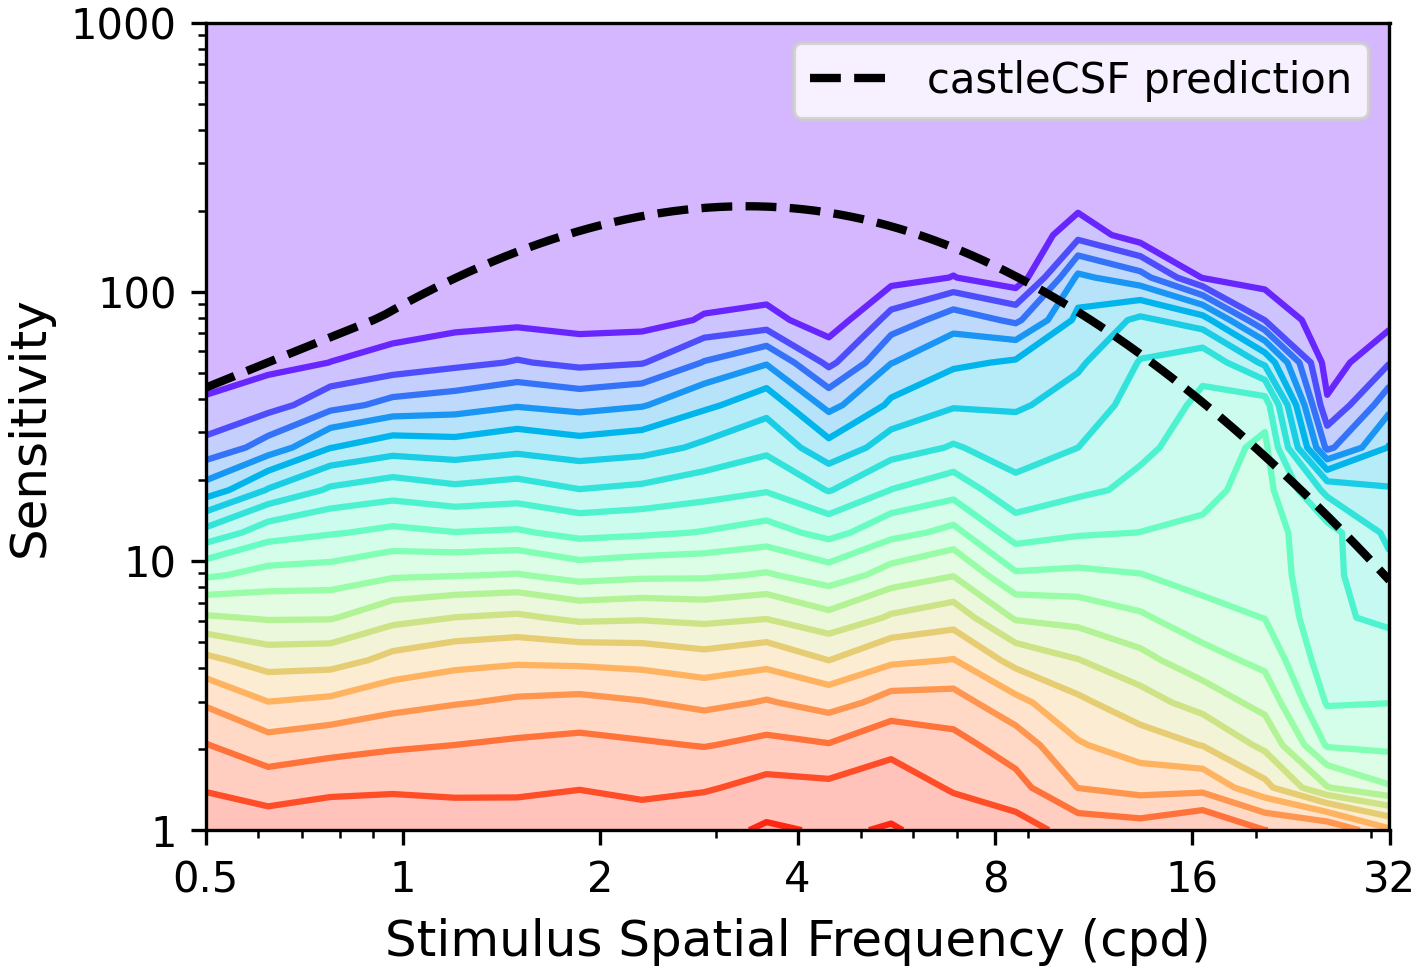 1000
100
10
1
Sensitivity
castleCSF prediction
0.5 1 2 4 8 16 32
Stimulus Spatial Frequency (cpd)